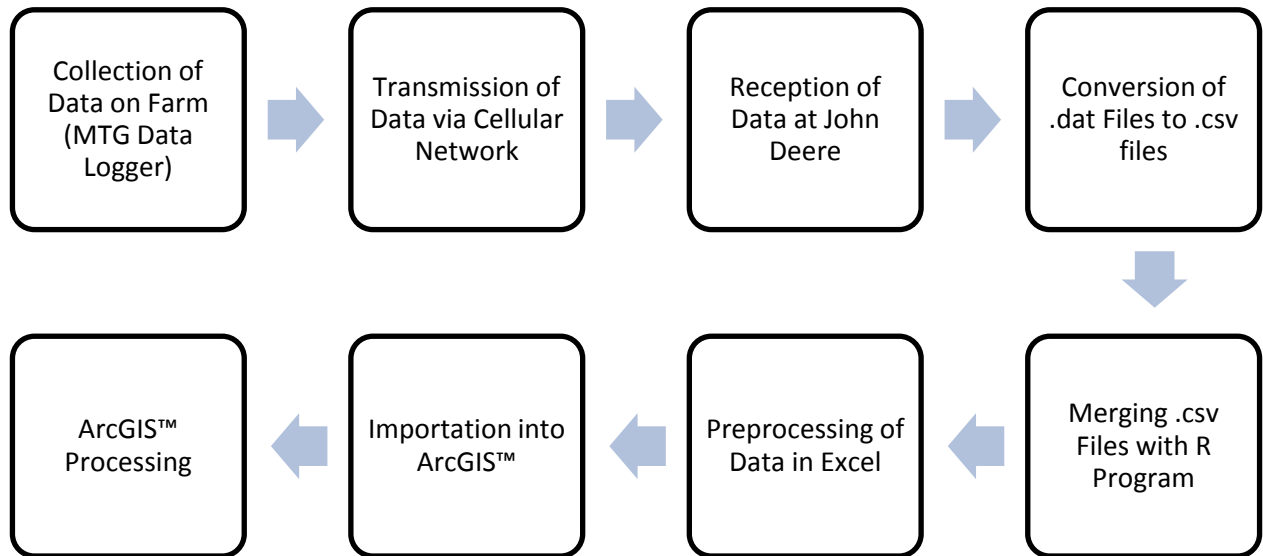 Collection of
Data on Farm
(MTG Data
Logger)
Transmission of
Data via Cellular
Network
Reception of
Data at John
Deere
Conversion of
.dat Files to .csv
files
Merging .csv
Files with R
Program
Preprocessing of
Data in Excel
Importation into
ArcGIS™
ArcGIS™
Processing